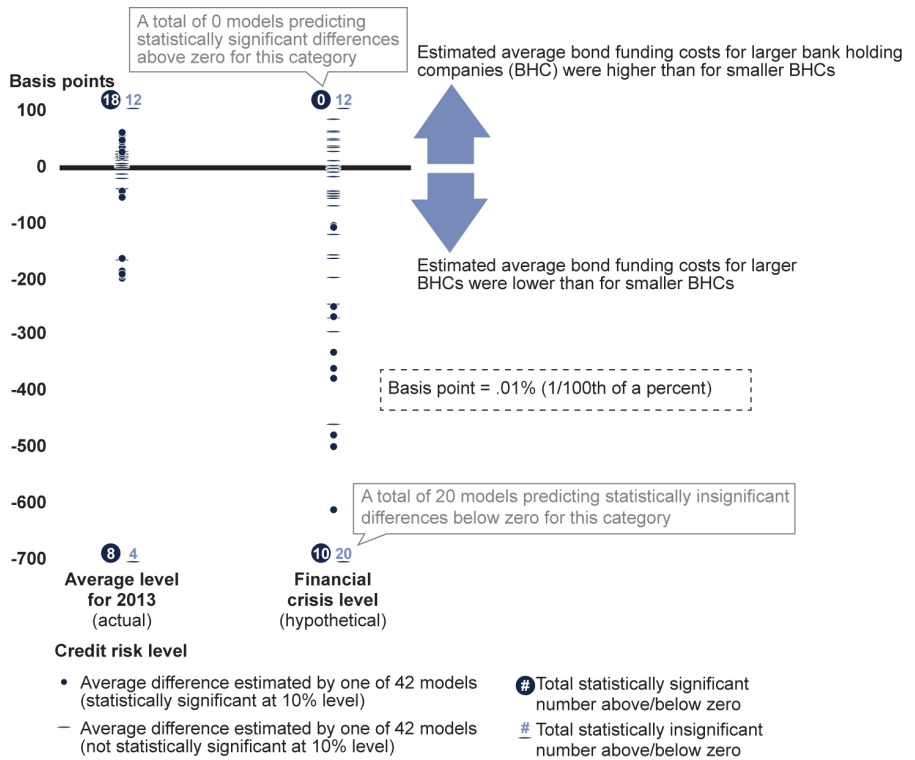 A total of 0 models predicting
statistically significant differences
above zero for this category
Estimated average bond funding costs for larger bank holding
companies (BHC) were higher than for smaller BHCs
Basis points
18 12
0 12
100
0
-100
-200
-300
-400
-500
-600
-700
Estimated average bond funding costs for larger
BHCs were lower than for smaller BHCs
Basis point = .01% (1/100th of a percent)
A total of 20 models predicting statistically insignificant
differences below zero for this category
8 4
10 20
Average level
for 2013
(actual)
Financial
crisis level
(hypothetical)
Credit risk level
Average difference estimated by one of 42 models
(statistically significant at 10% level)
Average difference estimated by one of 42 models
(not statistically significant at 10% level)
# Total statistically significant
number above/below zero
# Total statistically insignificant
number above/below zero